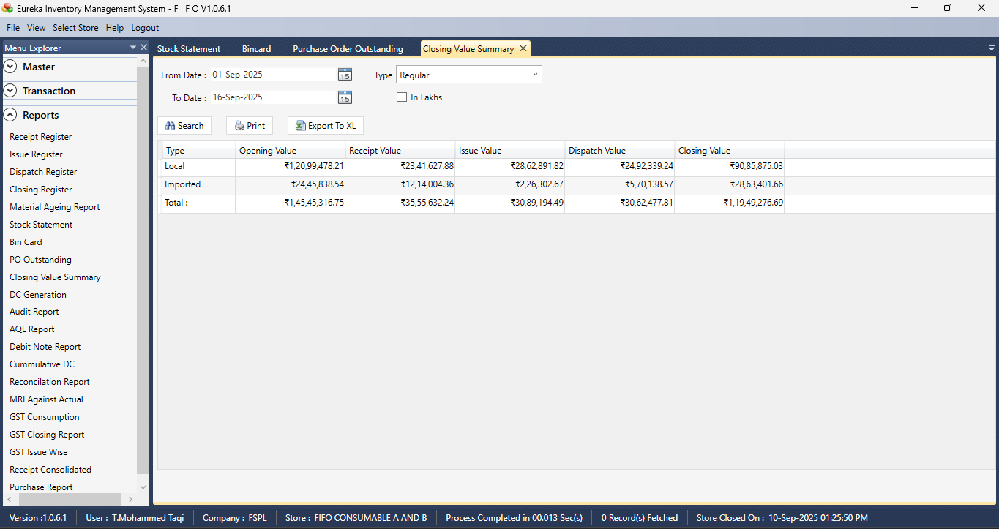 Eureka Inventory Management System - F I F O V1.0.6.1
File View Select Store Help Logout
Menu Explorer
Master
Transaction
Reports
Receipt Register
Issue Register
Dispatch Register
Closing Register
Material Ageing Report
Stock Statement
Bin Card
PO Outstanding
Closing Value Summary
DC Generation
Audit Report
AQL Report
Debit Note Report
Cummulative DC
Reconcilation Report
MRI Against Actual
GST Consumption
GST Closing Report
GST Issue Wise
Receipt Consolidated
Purchase Report
Stock Statement Bincard Purchase Order Outstanding Closing Value Summary
From Date : 01-Sep-2025 15 Type Regular
To Date : 16-Sep-2025 15 In Lakhs
Search Print Export To XL
Type Opening Value Receipt Value Issue Value Dispatch Value Closing Value
Local ₹1,20,99,478.21 ₹23,41,627.88 ₹28,62,891.82 ₹24,92,339.24 ₹90,85,875.03
Imported ₹24,45,838.54 ₹12,14,004.36 ₹2,26,302.67 ₹5,70,138.57 ₹28,63,401.66
Total : ₹1,45,45,316.75 ₹35,55,632.24 ₹30,89,194.49 ₹30,62,477.81 ₹1,19,49,276.69
Version :1.0.6.1 User : T.Mohammed Taqi Company : FSPL Store : FIFO CONSUMABLE A AND B Process Completed in 00.013 Sec(s) 0 Record(s) Fetched Store Closed On : 10-Sep-2025 01:25:50 PM